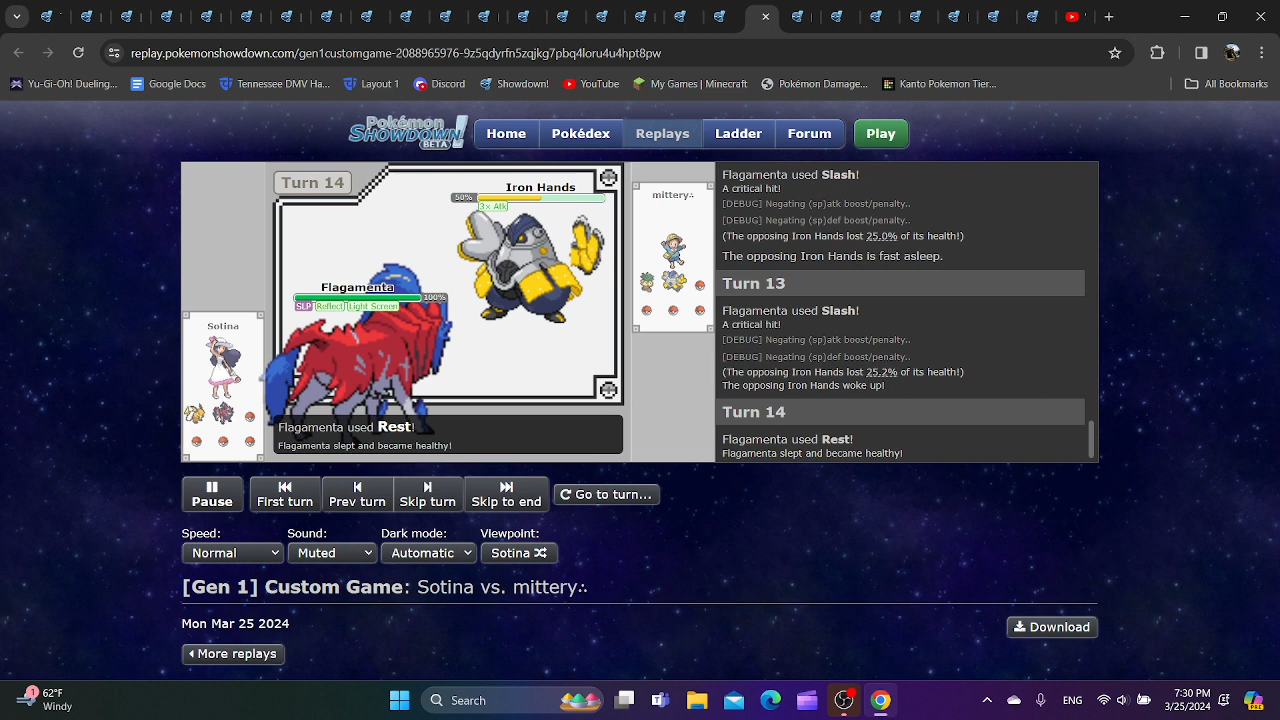 replay.pokemonshowdown.com/gen1customgame-2088965976-9z5qdyrfn5zqjkg7pbq4loru4u4hpt8pw
Yu-Gi-Oh! Dueling...
Google Docs
Tennessee DMV Ha...
Layout 1
Discord
Showdown!
YouTube
My Games | Minecraft
Pokémon Damage...
Kanto Pokemon Tier...
All Bookmarks
Pokémon
SHOWDOWN!
BETA
Home
Pokédex
Replays
Ladder
Forum
Play
Turn 14
Iron Hands
50%
3× Atk
Flagamenta
100%
SLP Reflect Light Screen
Sotina
mittery∴
Flagamenta used Rest!
Flagamenta slept and became healthy!
Flagamenta used Slash!
A critical hit!
[DEBUG] Negating (sp)atk boost/penalty..
[DEBUG] Negating (sp)def boost/penalty..
(The opposing Iron Hands lost 25.0% of its health!)
The opposing Iron Hands is fast asleep.
Turn 13
Flagamenta used Slash!
A critical hit!
[DEBUG] Negating (sp)atk boost/penalty..
[DEBUG] Negating (sp)def boost/penalty..
(The opposing Iron Hands lost 25.2% of its health!)
The opposing Iron Hands woke up!
Turn 14
Flagamenta used Rest!
Flagamenta slept and became healthy!
Pause
First turn
Prev turn
Skip turn
Skip to end
Go to turn...
Speed:
Sound:
Dark mode:
Viewpoint:
Normal
Muted
Automatic
Sotina
[Gen 1] Custom Game: Sotina vs. mittery∴
Mon Mar 25 2024
Download
More replays
1
62°F
Windy
Search
ENG
7:30 PM
3/25/2024
PRE